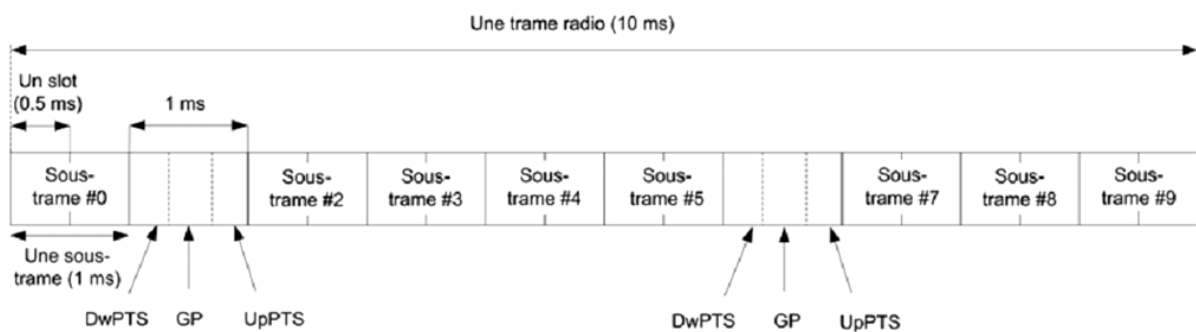 Une trame radio (10 ms)
Un slot
(0.5 ms)
1 ms
Sous-
trame #0
Sous-
trame #2
Sous-
trame #3
Sous-
trame #4
Sous-
trame #5
Sous-
trame #7
Sous-
trame #8
Sous-
trame #9
Une sous-
trame (1 ms)
DwPTS GP UpPTS
DwPTS GP UpPTS